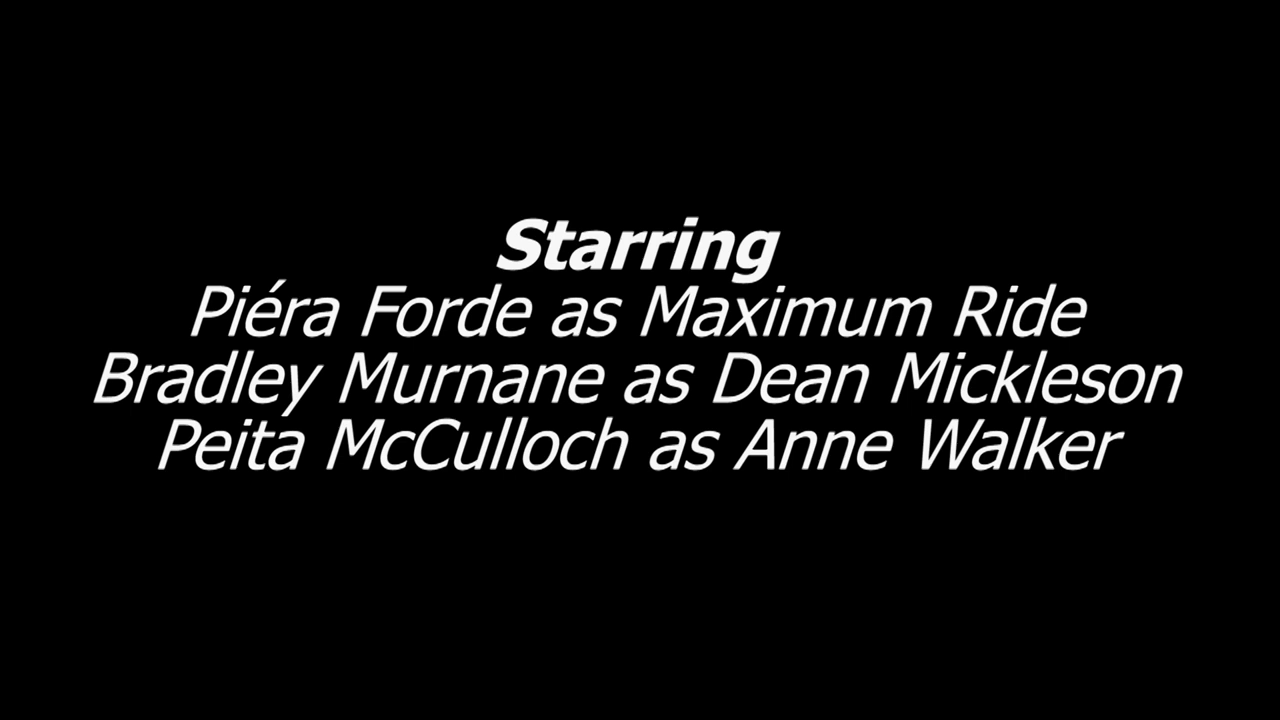 Starring
Piéra Forde as Maximum Ride
Bradley Murnane as Dean Mickleson
Peita McCulloch as Anne Walker